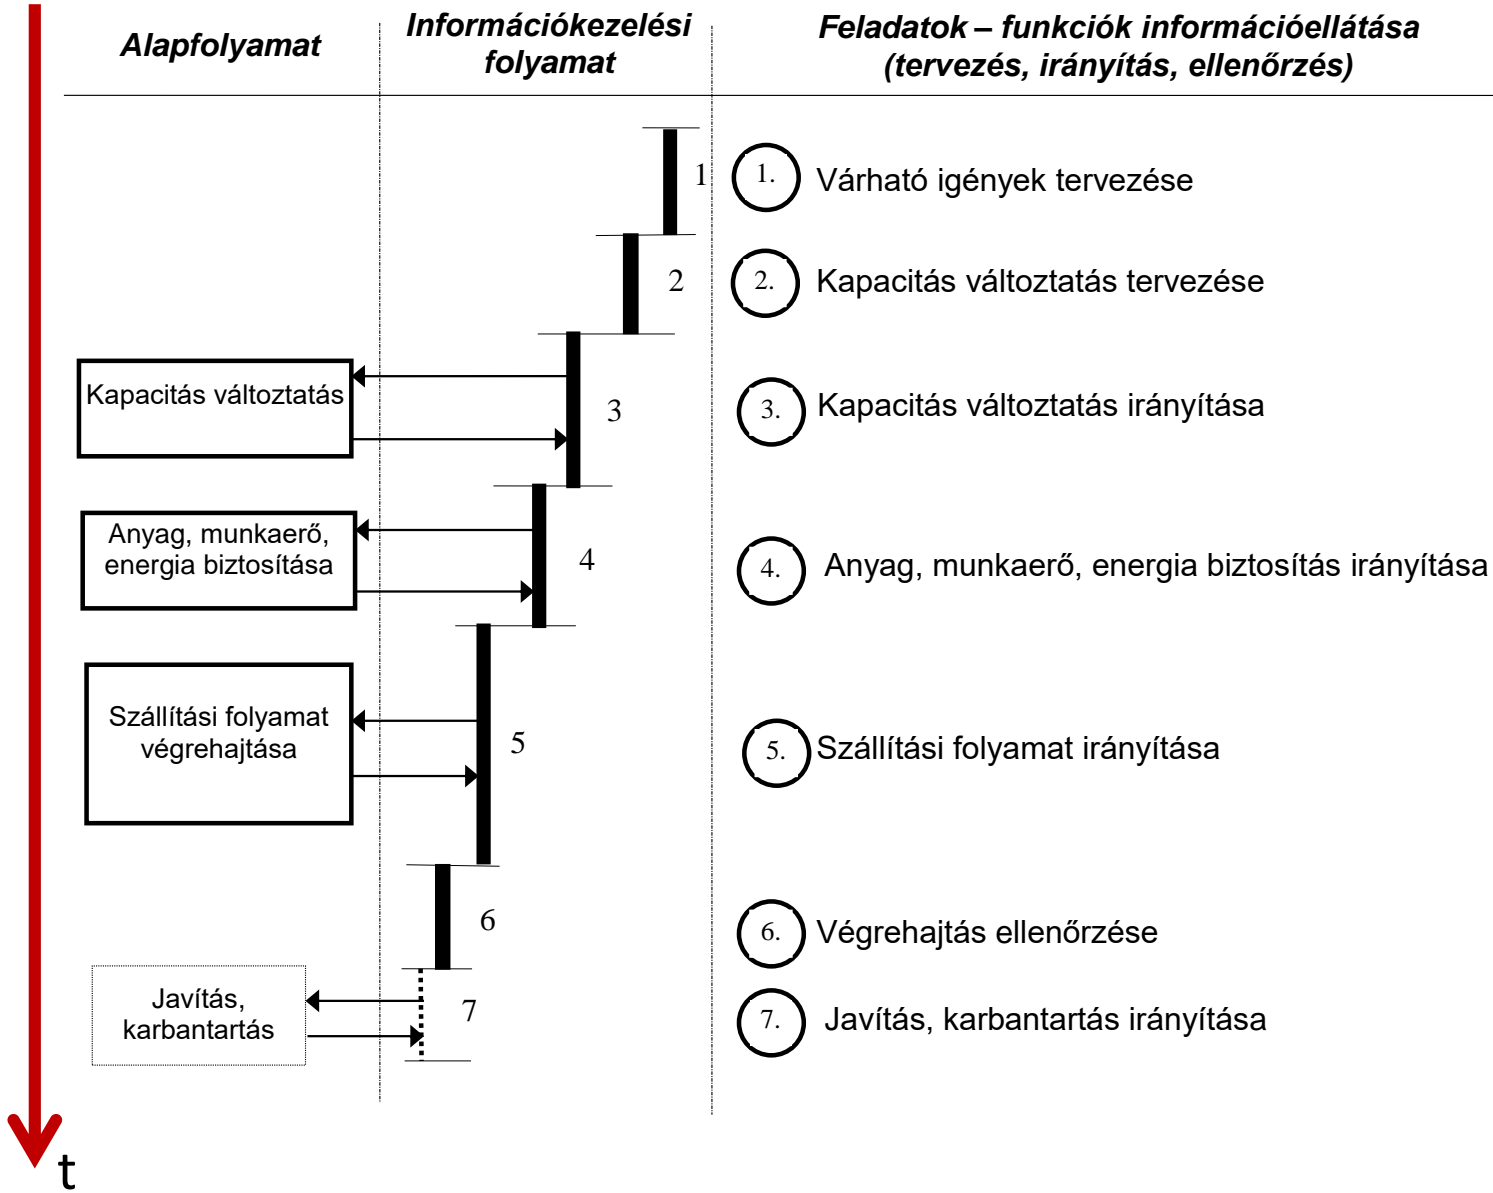 Alapfolyamat
Információkezelési
folyamat
Feladatok – funkciók információellátása
(tervezés, irányítás, ellenőrzés)
1
1. Várható igények tervezése
2
2. Kapacitás változtatás tervezése
Kapacitás változtatás
3
3. Kapacitás változtatás irányítása
Anyag, munkaerő,
energia biztosítása
4
4. Anyag, munkaerő, energia biztosítás irányítása
Szállítási folyamat
végrehajtása
5
5. Szállítási folyamat irányítása
6
6. Végrehajtás ellenőrzése
Javítás,
karbantartás
7
7. Javítás, karbantartás irányítása
t